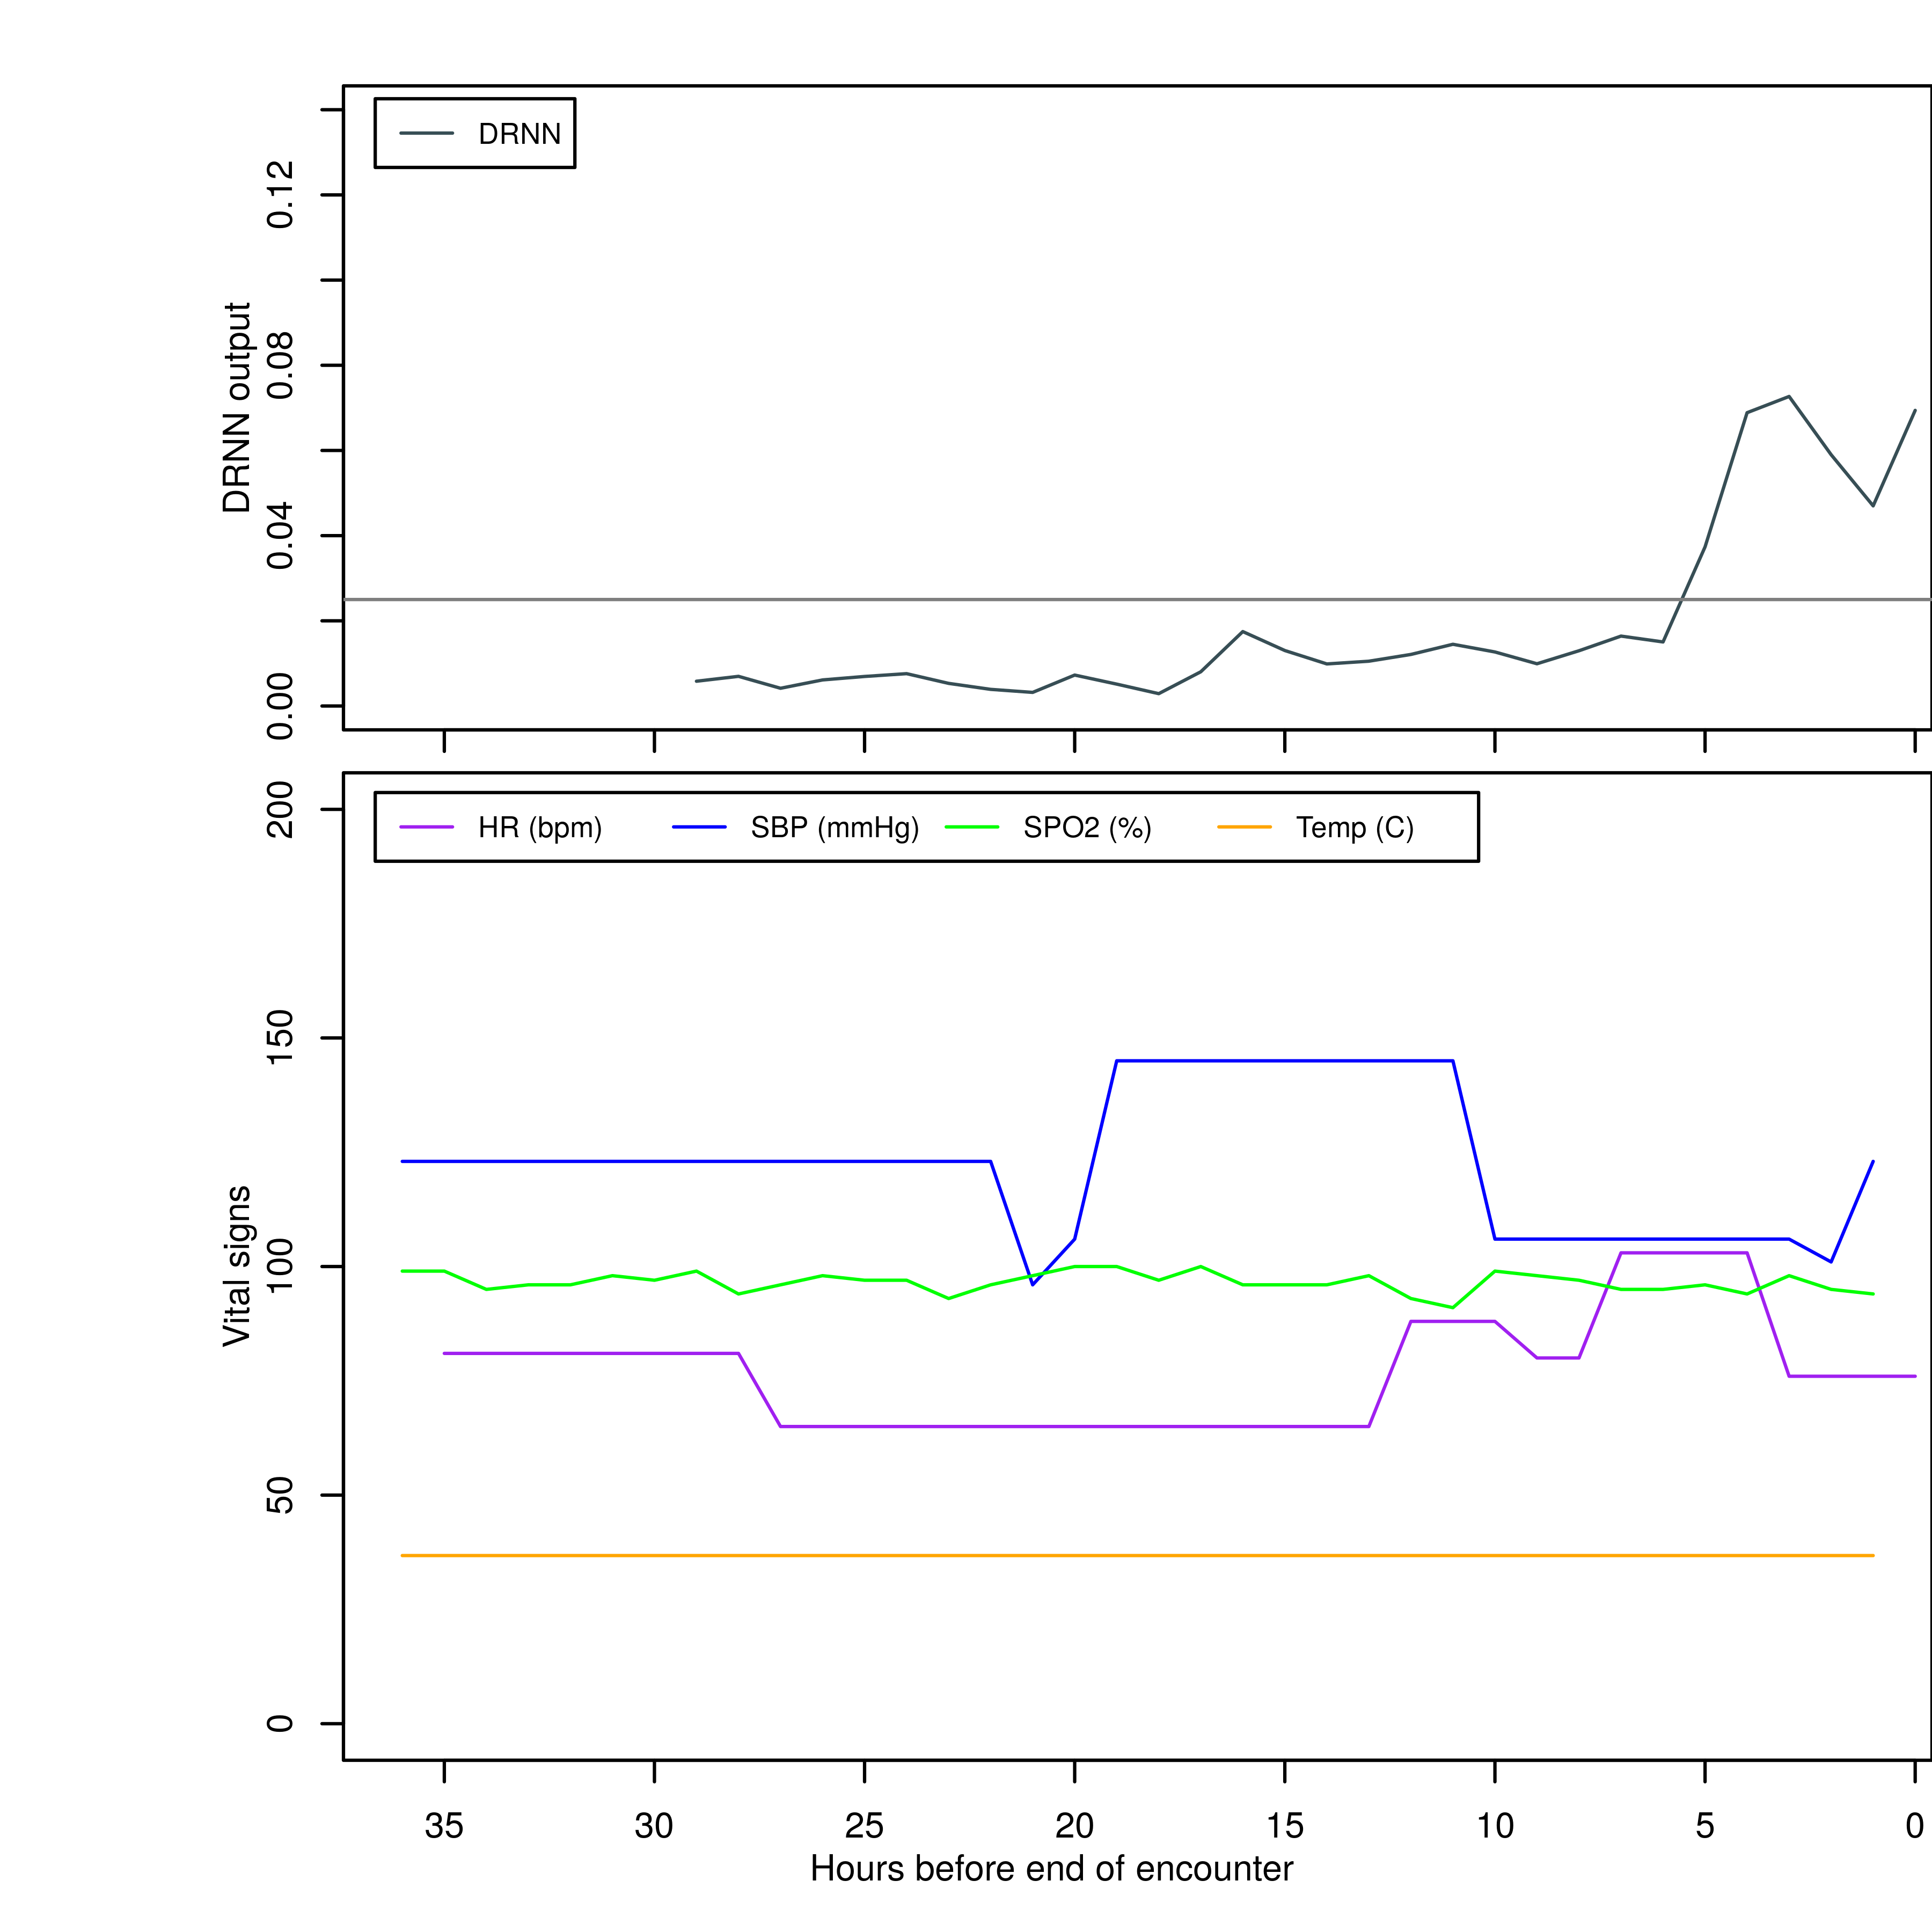 DRNN
DRNN output
0.12
0.08
0.04
0.00
HR (bpm) SBP (mmHg) SPO2 (%) Temp (C)
Vital signs
200
150
100
50
0
35 30 25 20 15 10 5 0
Hours before end of encounter